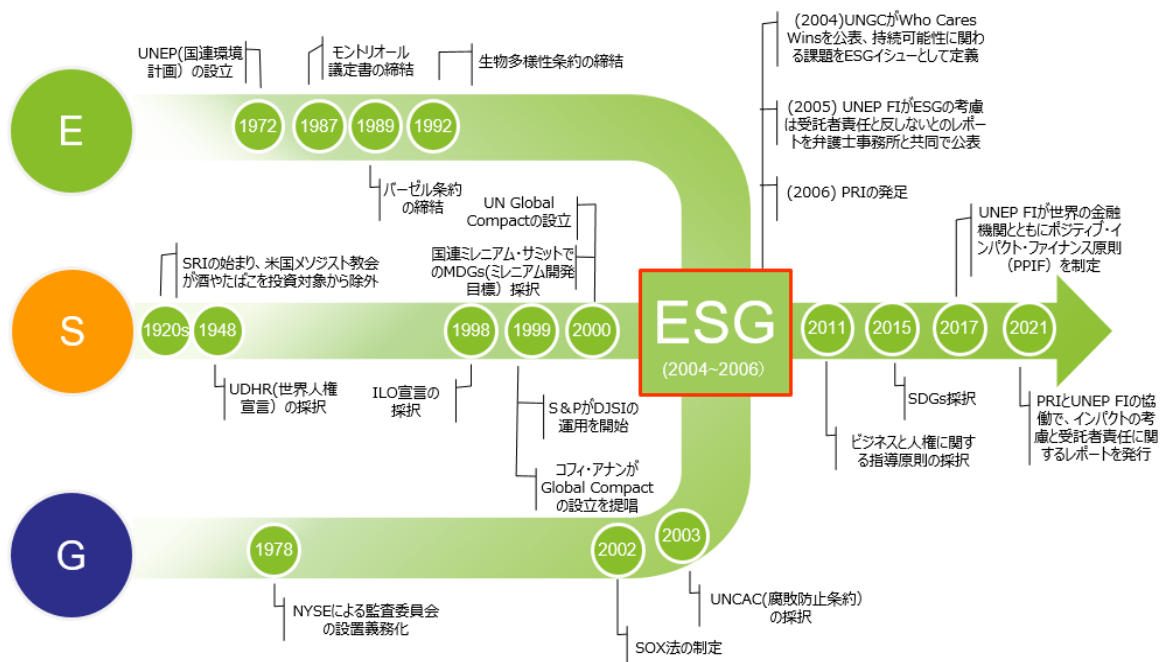 E
UNEP(国連環境
計画）の設立
モントリオール
議定書の締結
生物多様性条約の締結
1972
1987
1989
1992
バーゼル条約
の締結
(2004)UNGCがWho Cares
Winsを公表、持続可能性に関わ
る課題をESGイシューとして定義
(2005) UNEP FIがESGの考慮
は受託者責任と反しないとのレポー
トを弁護士事務所と共同で公表
(2006) PRIの発足
S
SRIの始まり、米国メソジスト教会
が酒やたばこを投資対象から除外
UN Global
Compactの設立
国連ミレニアム・サミットで
のMDGs(ミレニアム開発
目標）採択
1920s
1948
1998
1999
2000
UDHR(世界人権
宣言）の採択
ILO宣言の
採択
S＆PがDJSIの
運用を開始
コフィ・アナンが
Global Compact
の設立を提唱
ESG
(2004~2006）
UNEP FIが世界の金融
機関とともにポジティブ・イ
ンパクト・ファイナンス原則
（PPIF）を制定
2011
2015
2017
2021
ビジネスと人権に関す
る指導原則の採択
SDGs採択
PRIとUNEP FIの協
働で、インパクトの考
慮と受託者責任に関
するレポートを発行
G
1978
2002
2003
NYSEによる監査委員会
の設置義務化
SOX法の制定
UNCAC(腐敗防止条約）
の採択